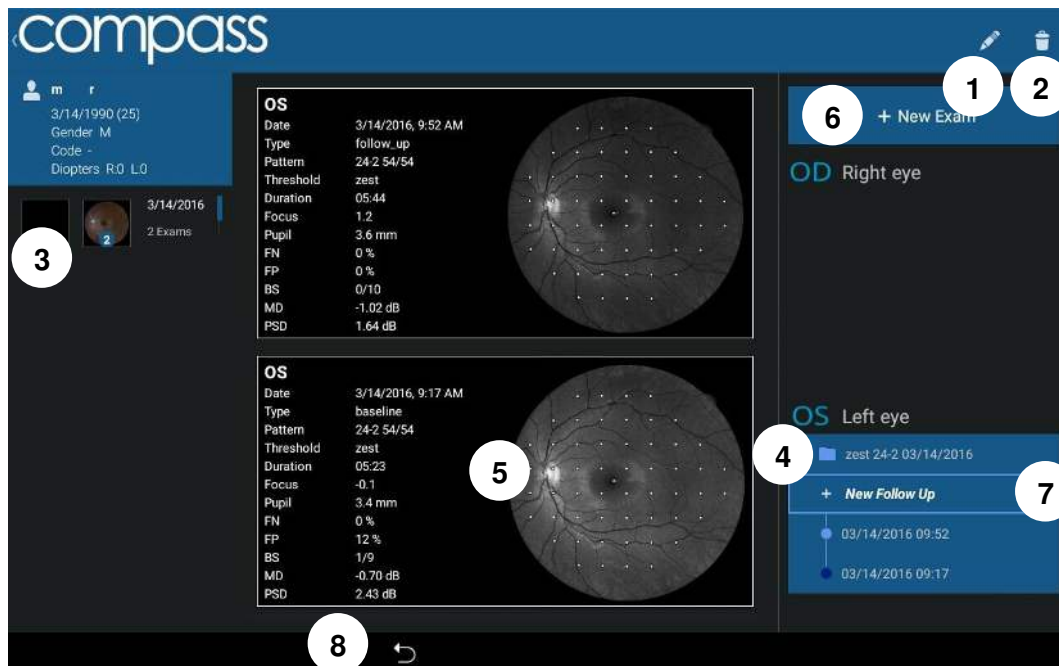 ‹compass
1
2
m r
3/14/1990 (25)
Gender M
Code -
Diopters R:0 L:0
3
2
3/14/2016
2 Exams
OS
Date 3/14/2016, 9:52 AM
Type follow_up
Pattern 24-2 54/54
Threshold zest
Duration 05:44
Focus 1.2
Pupil 3.6 mm
FN 0 %
FP 0 %
BS 0/10
MD -1.02 dB
PSD 1.64 dB
OS
Date 3/14/2016, 9:17 AM
Type baseline
Pattern 24-2 54/54
Threshold zest
Duration 05:23
Focus -0.1
Pupil 3.4 mm
FN 0 %
FP 12 %
BS 1/9
MD -0.70 dB
PSD 2.43 dB
5
6
+ New Exam
OD Right eye
OS Left eye
4
zest 24-2 03/14/2016
+ New Follow Up
7
03/14/2016 09:52
03/14/2016 09:17
8